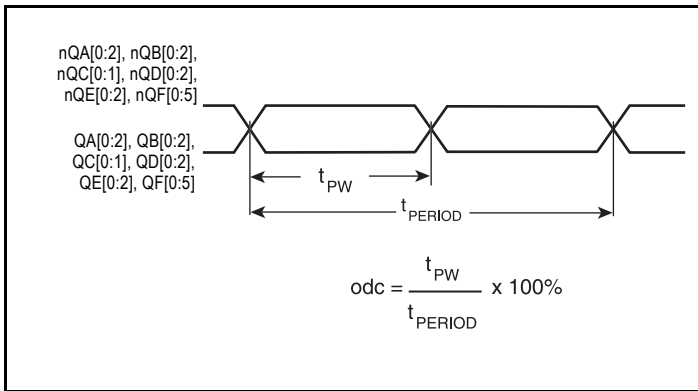 nQA[0:2], nQB[0:2],
nQC[0:1], nQD[0:2],
nQE[0:2], nQF[0:5]
QA[0:2], QB[0:2],
QC[0:1], QD[0:2],
QE[0:2], QF[0:5]
tPW
tPERIOD
odc = tPW / tPERIOD x 100%